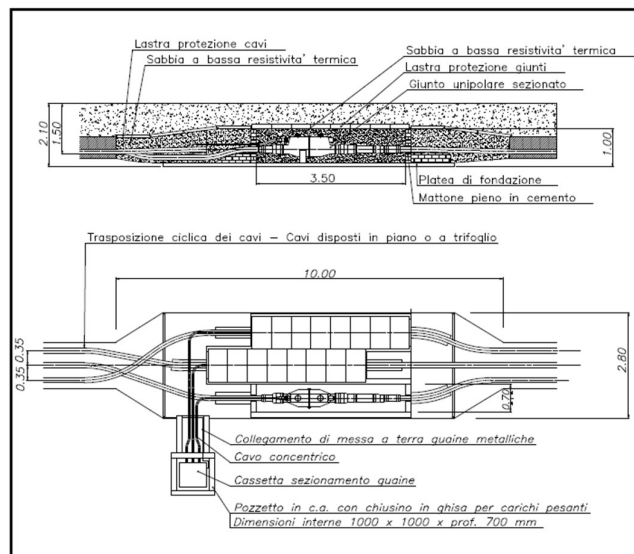 Lastra protezione cavi
Sabbia a bassa resistivita' termica
Sabbia a bassa resistivita' termica
Lastra protezione giunti
Giunto unipolare sezionato
2.10
1.50
1.00
3.50
Platea di fondazione
Mattone pieno in cemento
Trasposizione ciclica dei cavi – Cavi disposti in piano o a trifoglio
10.00
0.35
0.35
2.80
0.70
Collegamento di messa a terra guaine metalliche
Cavo concentrico
Cassetta sezionamento guaine
Pozzetto in c.a. con chiusino in ghisa per carichi pesanti
Dimensioni interne 1000 x 1000 x prof. 700 mm